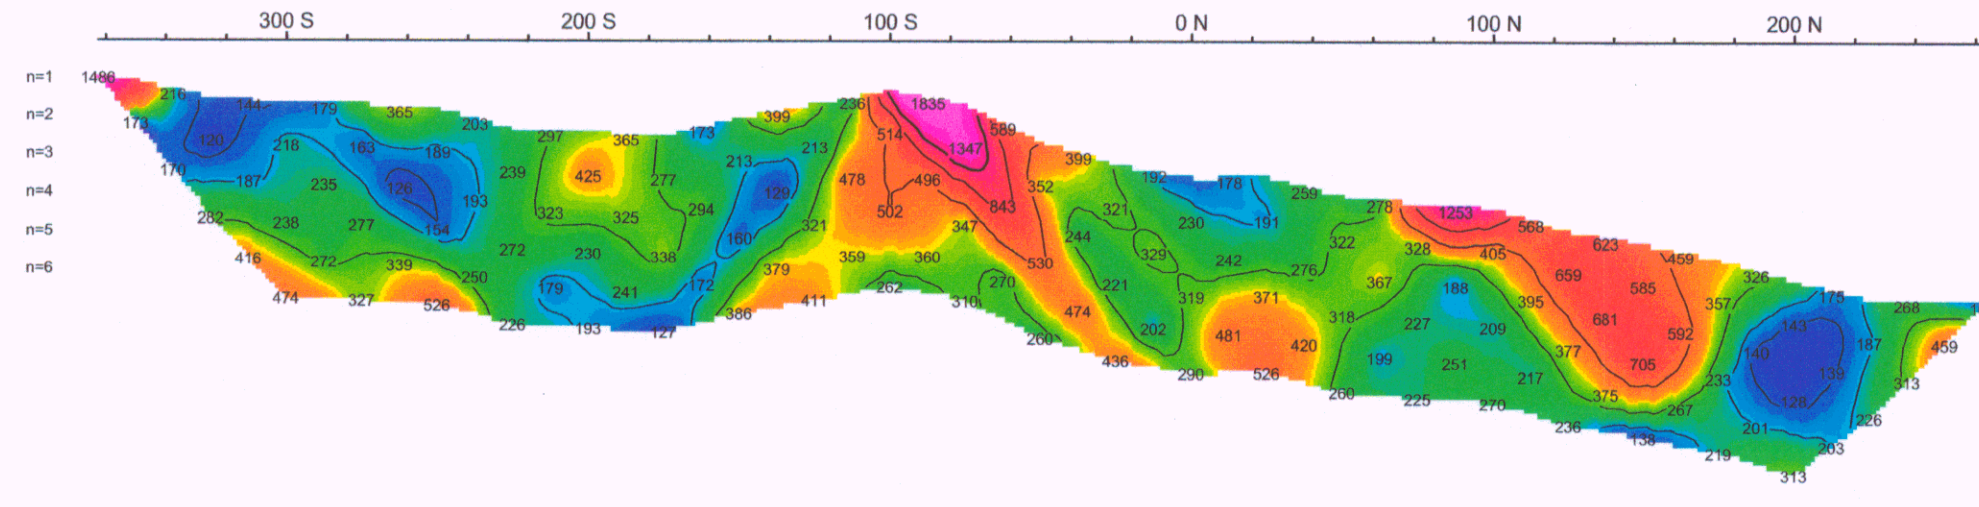 300 S 200 S 100 S 0 N 100 N 200 N
n=1 1486
n=2 216 144 179 365 203 399 236 1835
173 120 297 365 173 514 589
n=3 218 163 189 213 213 1347 399
170 187 235 239 425 277 478 496 352 192 178 259
n=4 126 193 129 502 843 321 278 1253
282 238 277 154 323 325 294 321 347 230 191 568
n=5 272 230 338 160 244 329 242 322 328 405 623
416 272 339 250 379 359 360 530 276 459
n=6 179 241 172 262 270 221 319 371 367 188 659 585 326
474 327 526 411 310 474 318 395 357 175 268
226 193 127 386 202 481 227 209 681 592 143
260 420 377 140 187 459
436 290 526 199 251 217 705 233 139 313
260 225 270 375 267 128
236 138 201 226
219 203
313